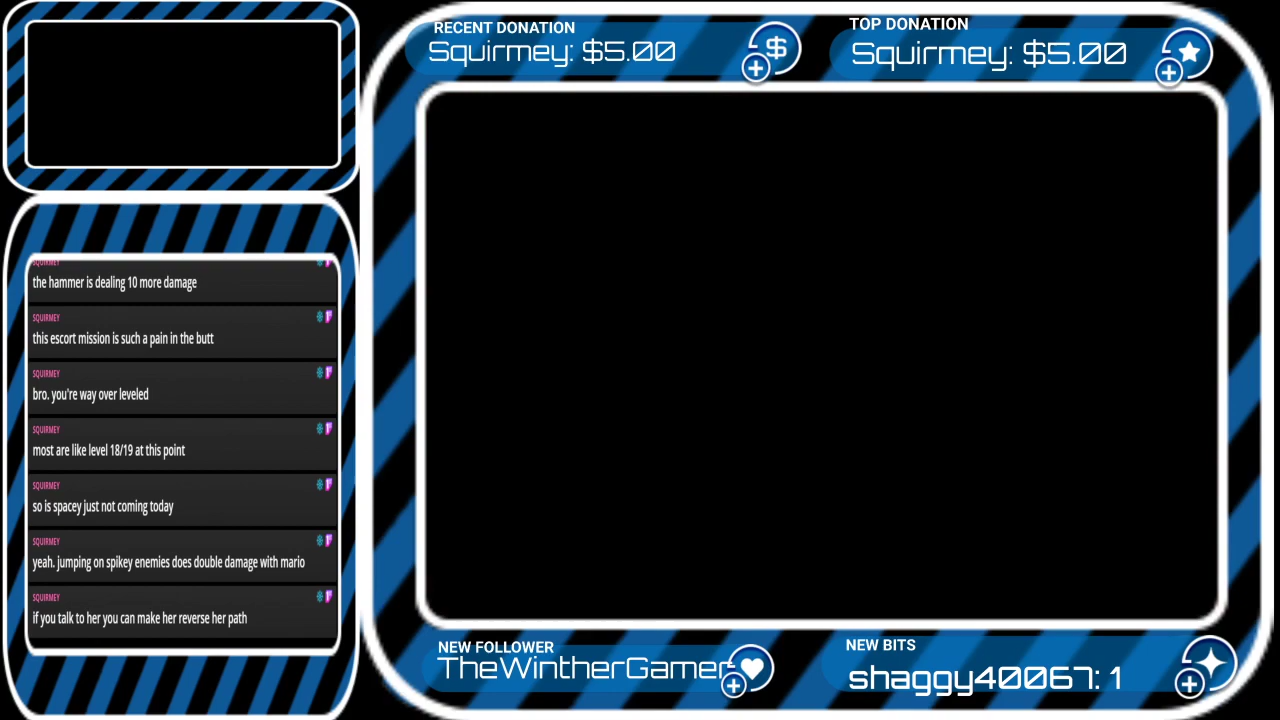 RECENT DONATION
Squirmey: $5.00
TOP DONATION
Squirmey: $5.00
SQUIRMEY
the hammer is dealing 10 more damage
SQUIRMEY
this escort mission is such a pain in the butt
SQUIRMEY
bro. you're way over leveled
SQUIRMEY
most are like level 18/19 at this point
SQUIRMEY
so is spacey just not coming today
SQUIRMEY
yeah. jumping on spikey enemies does double damage with mario
SQUIRMEY
if you talk to her you can make her reverse her path
NEW FOLLOWER
TheWintherGamer
NEW BITS
shaggy40067: 1